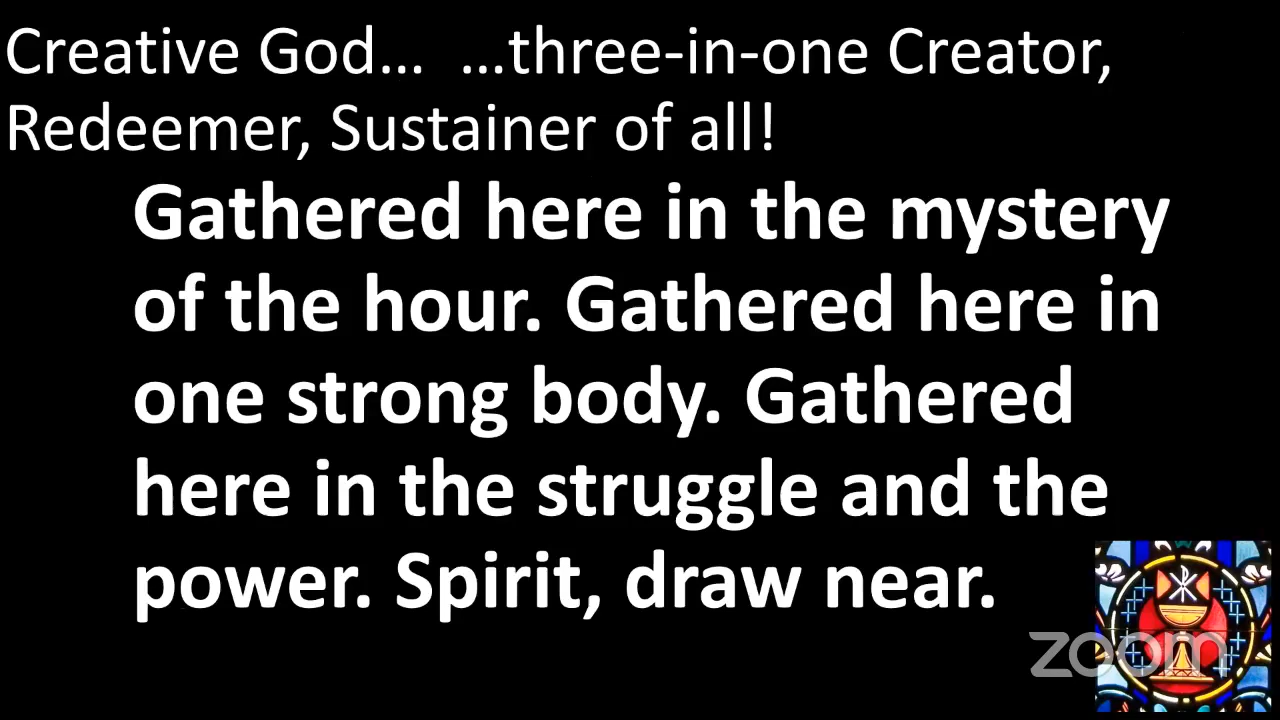 Creative God... ...three-in-one Creator,
Redeemer, Sustainer of all!
Gathered here in the mystery
of the hour. Gathered here in
one strong body. Gathered
here in the struggle and the
power. Spirit, draw near.
zoom